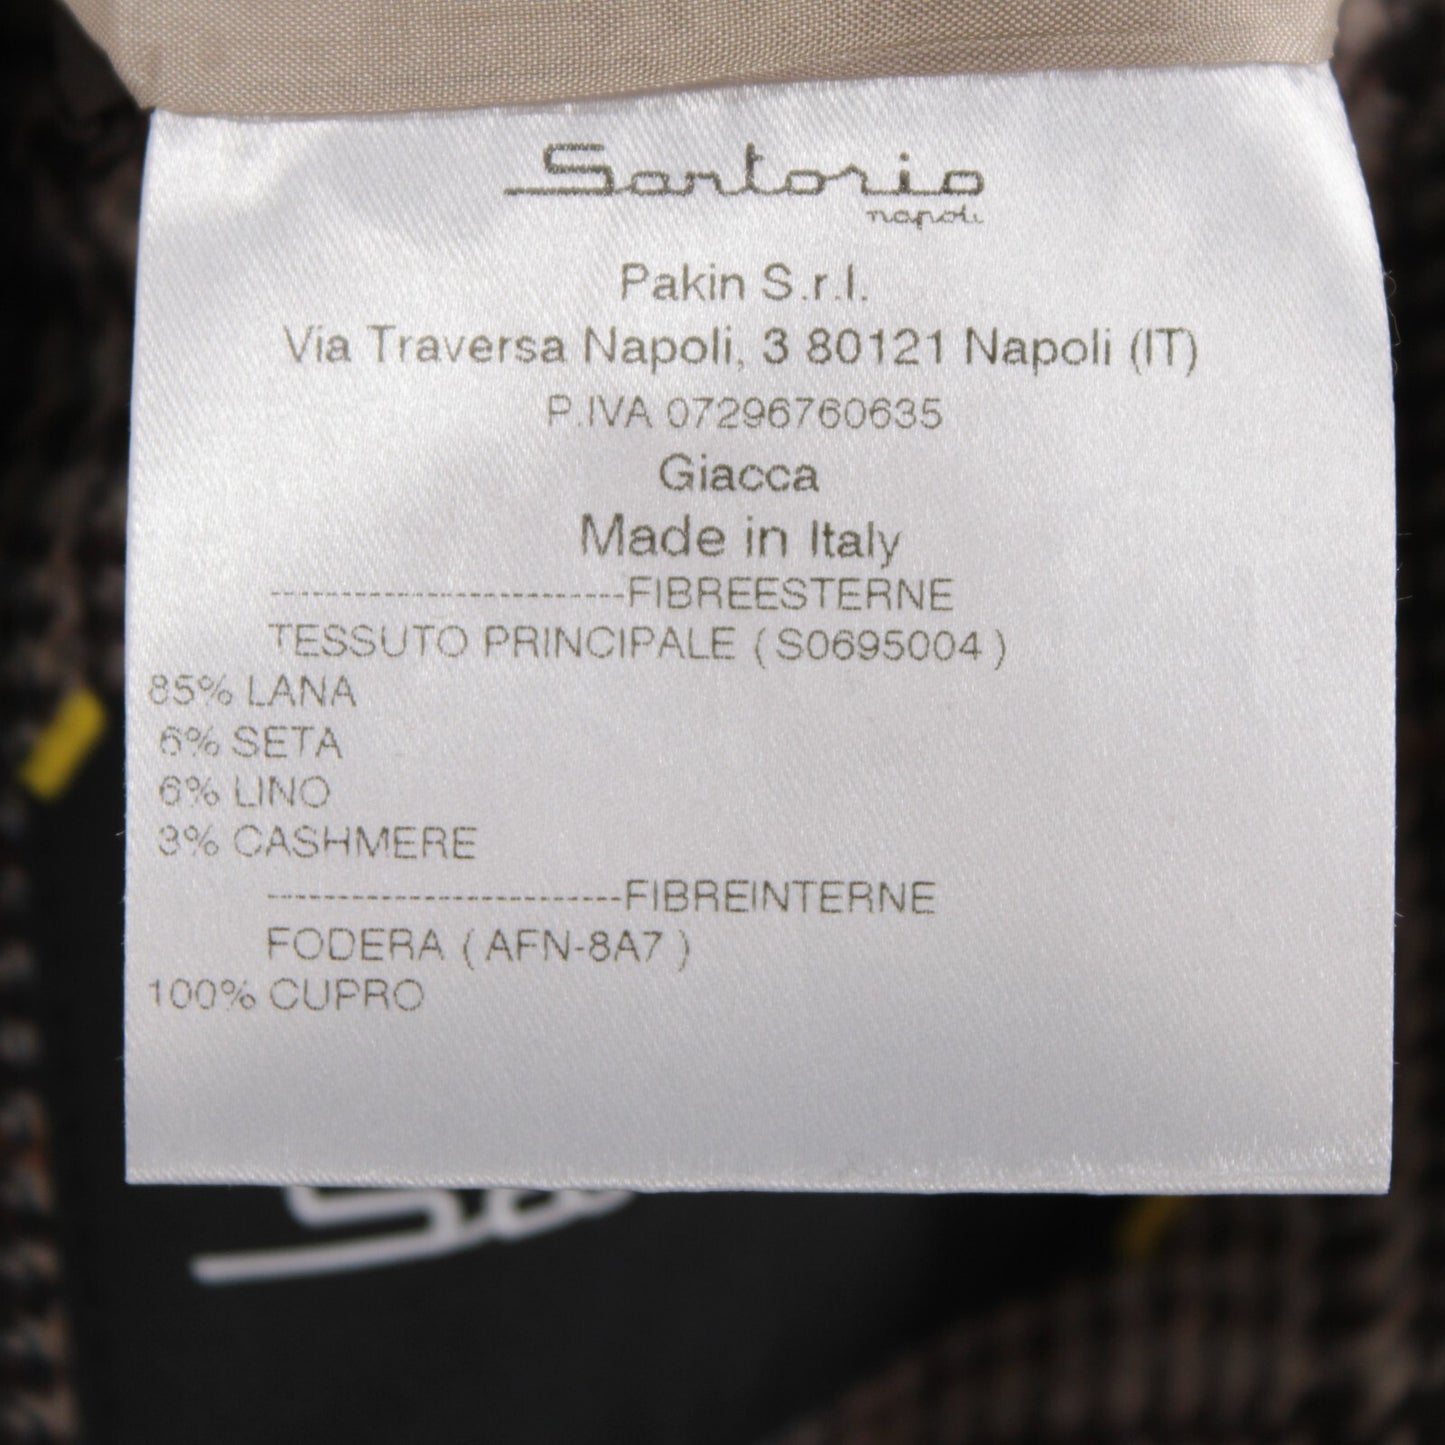 Sartorio
napoli
Pakin S.r.l.
Via Traversa Napoli, 3 80121 Napoli (IT)
P.IVA 07296760635
Giacca
Made in Italy
-------------------------FIBREESTERNE
TESSUTO PRINCIPALE ( S0695004 )
85% LANA
6% SETA
6% LINO
3% CASHMERE
-------------------------FIBREINTERNE
FODERA ( AFN-8A7 )
100% CUPRO